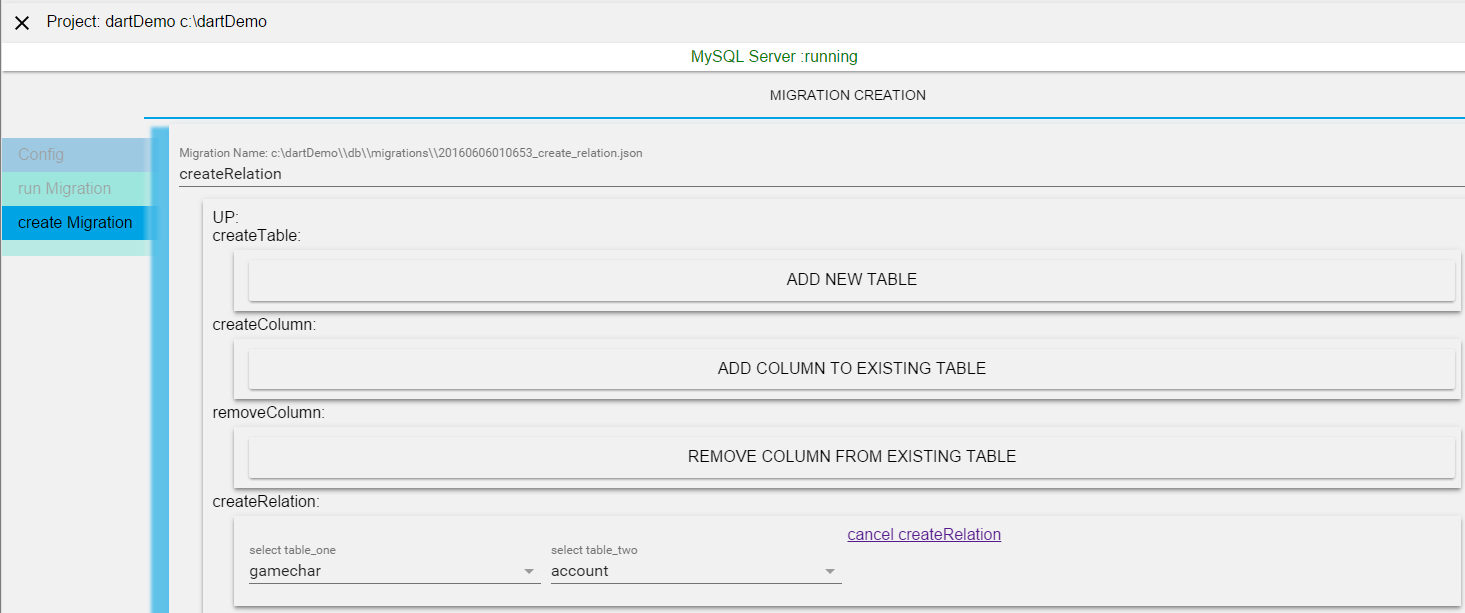 Project: dartDemo c:\dartDemo
MySQL Server :running
MIGRATION CREATION
Config
run Migration
create Migration
Migration Name: c:\dartDemo\\db\\migrations\\20160606010653_create_relation.json
createRelation
UP:
createTable:
ADD NEW TABLE
createColumn:
ADD COLUMN TO EXISTING TABLE
removeColumn:
REMOVE COLUMN FROM EXISTING TABLE
createRelation:
cancel createRelation
select table_one select table_two
gamechar account